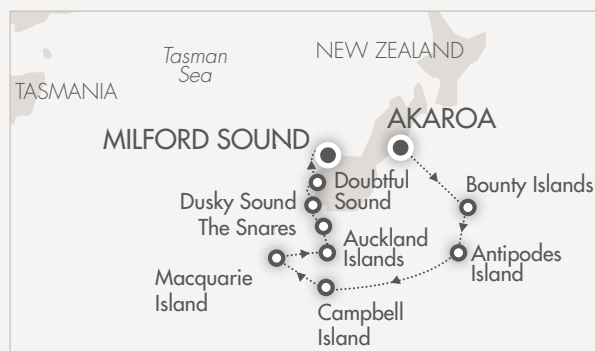 Tasman
Sea
NEW ZEALAND
TASMANIA
AKAROA
MILFORD SOUND
Doubtful
Sound
Bounty Islands
Dusky Sound
The Snares
Auckland
Islands
Antipodes
Island
Macquarie
Island
Campbell
Island